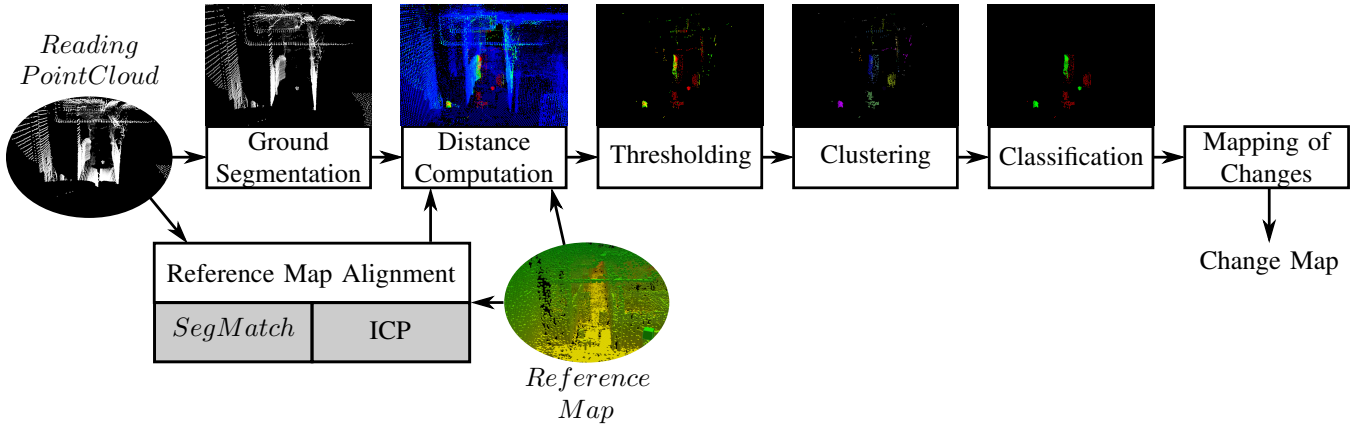 Reading
PointCloud
Ground
Segmentation
Distance
Computation
Thresholding
Clustering
Classification
Mapping of
Changes
Change Map
Reference Map Alignment
SegMatch
ICP
Reference
Map